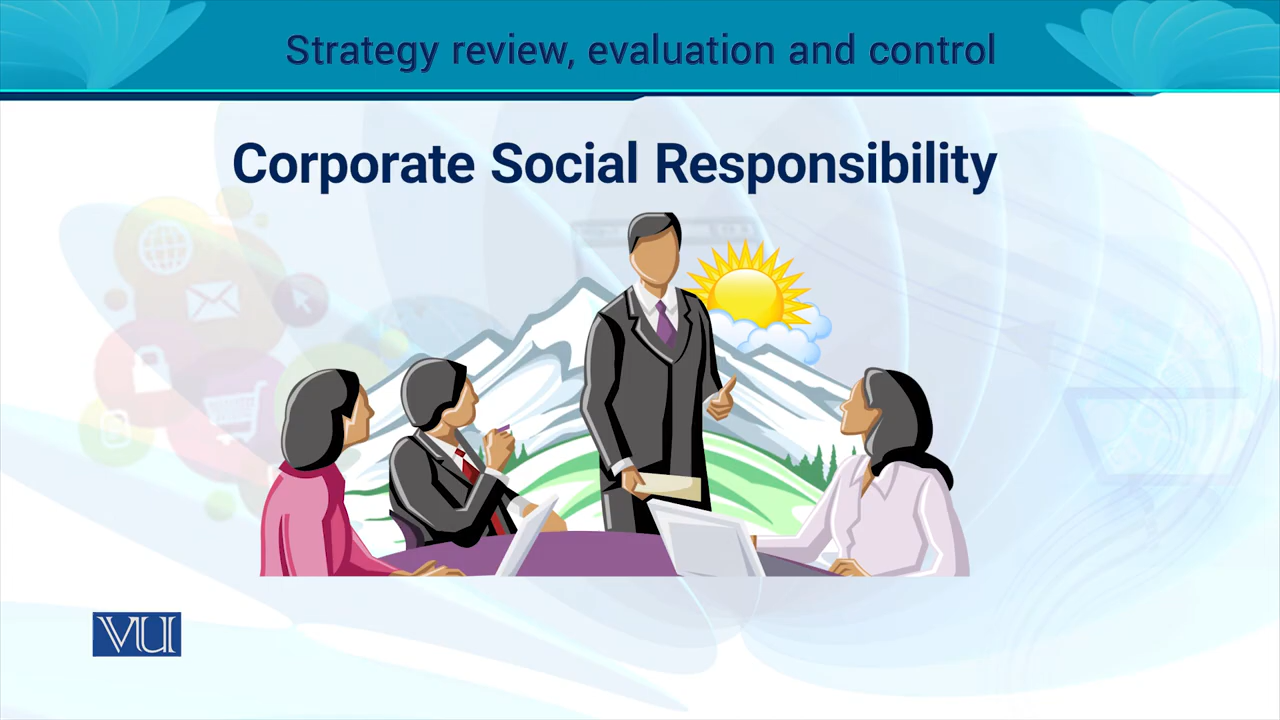 Strategy review, evaluation and control
Corporate Social Responsibility
VU